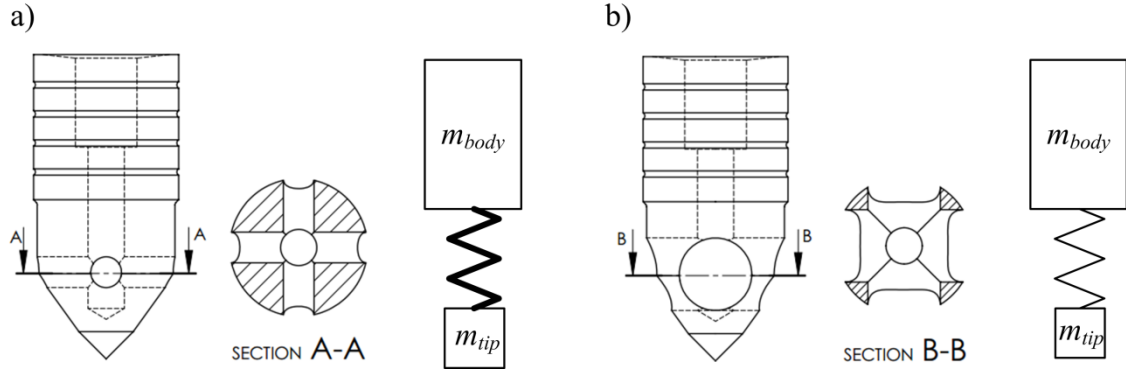 a)
b)
m_body
m_body
A
A
B
B
m_tip
m_tip
SECTION A-A
SECTION B-B